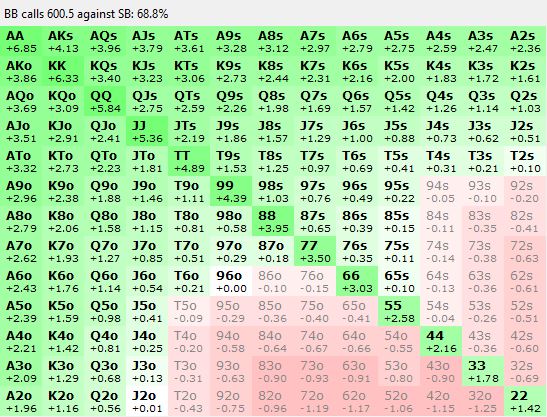 BB calls 600.5 against SB: 68.8%
AA AKs AQs AJs ATs A9s A8s A7s A6s A5s A4s A3s A2s
+6.85 +4.13 +3.96 +3.79 +3.61 +3.28 +3.12 +2.97 +2.79 +2.75 +2.59 +2.47 +2.36
AKo KK KQs KJs KTs K9s K8s K7s K6s K5s K4s K3s K2s
+3.86 +6.33 +3.40 +3.23 +3.06 +2.73 +2.44 +2.31 +2.16 +2.00 +1.83 +1.72 +1.61
AQo KQo QQ QJs QTs Q9s Q8s Q7s Q6s Q5s Q4s Q3s Q2s
+3.69 +3.09 +5.84 +2.75 +2.59 +2.26 +1.98 +1.69 +1.57 +1.42 +1.26 +1.14 +1.03
AJo KJo QJo JJ JTs J9s J8s J7s J6s J5s J4s J3s J2s
+3.51 +2.91 +2.41 +5.36 +2.19 +1.86 +1.57 +1.29 +1.00 +0.88 +0.73 +0.62 +0.51
ATo KTo QTo JTo TT T9s T8s T7s T6s T5s T4s T3s T2s
+3.32 +2.73 +2.23 +1.81 +4.89 +1.53 +1.25 +0.97 +0.69 +0.42 +0.31 +0.21 +0.10
A9o K9o Q9o J9o T9o 99 98s 97s 96s 95s 94s 93s 92s
+2.96 +2.38 +1.88 +1.46 +1.11 +4.39 +1.03 +0.76 +0.49 +0.22 -0.05 -0.10 -0.20
A8o K8o Q8o J8o T8o 98o 88 87s 86s 85s 84s 83s 82s
+2.79 +2.06 +1.58 +1.15 +0.81 +0.58 +3.95 +0.65 +0.39 +0.15 -0.11 -0.35 -0.41
A7o K7o Q7o J7o T7o 97o 87o 77 76s 75s 74s 73s 72s
+2.62 +1.93 +1.27 +0.85 +0.51 +0.29 +0.18 +3.50 +0.35 +0.11 -0.14 -0.38 -0.63
A6o K6o Q6o J6o T6o 96o 86o 76o 66 65s 64s 63s 62s
+2.43 +1.76 +1.14 +0.54 +0.21 +0.00 -0.10 -0.15 +3.03 +0.10 -0.13 -0.36 -0.61
A5o K5o Q5o J5o T5o 95o 85o 75o 65o 55 54s 53s 52s
+2.39 +1.59 +0.98 +0.41 -0.09 -0.29 -0.36 -0.40 -0.41 +2.58 -0.04 -0.26 -0.51
A4o K4o Q4o J4o T4o 94o 84o 74o 64o 54o 44 43s 42s
+2.21 +1.42 +0.81 +0.25 -0.20 -0.58 -0.64 -0.67 -0.66 -0.55 +2.16 -0.36 -0.60
A3o K3o Q3o J3o T3o 93o 83o 73o 63o 53o 43o 33 32s
+2.09 +1.29 +0.68 +0.13 -0.31 -0.63 -0.90 -0.93 -0.91 -0.80 -0.90 +1.78 -0.69
A2o K2o Q2o J2o T2o 92o 82o 72o 62o 52o 42o 32o 22
+1.96 +1.16 +0.56 +0.01 -0.43 -0.75 -0.96 -1.19 -1.17 -1.06 -1.15 -1.25 +1.42